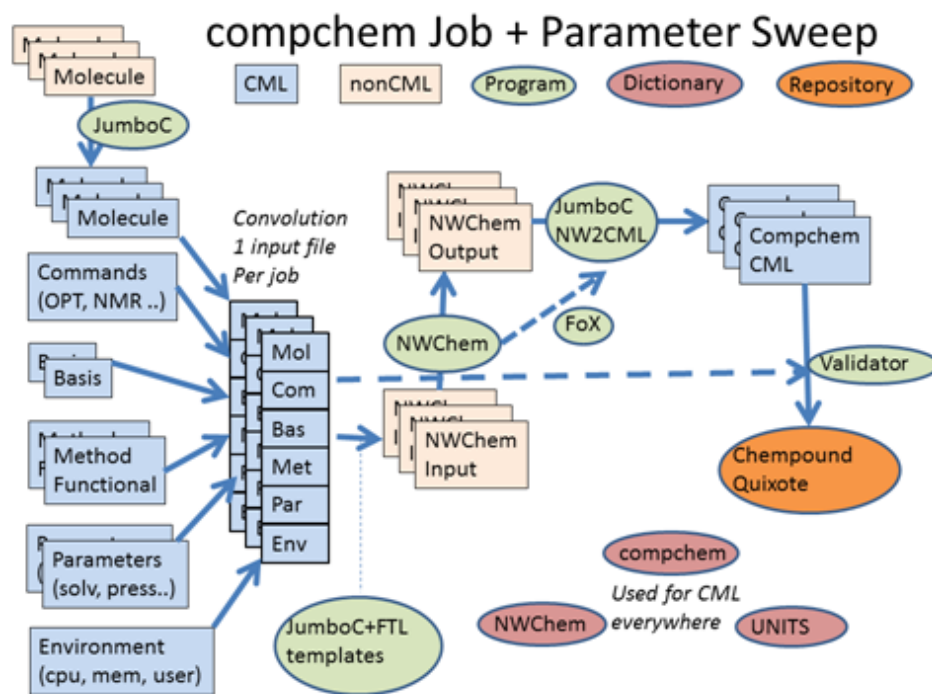 compchem Job + Parameter Sweep
Molecule
CML
nonCML
Program
Dictionary
Repository
JumboC
Molecule
Convolution
1 input file
Per job
Commands
(OPT, NMR ..)
Basis
Method
Functional
Parameters
(solv, press..)
Environment
(cpu, mem, user)
Mol
Com
Bas
Met
Par
Env
NWChem
Output
JumboC
NW2CML
Compchem
CML
NWChem
FoX
Validator
NWChem
Input
Chempound
Quixote
JumboC+FTL
templates
compchem
Used for CML
everywhere
NWChem
UNITS